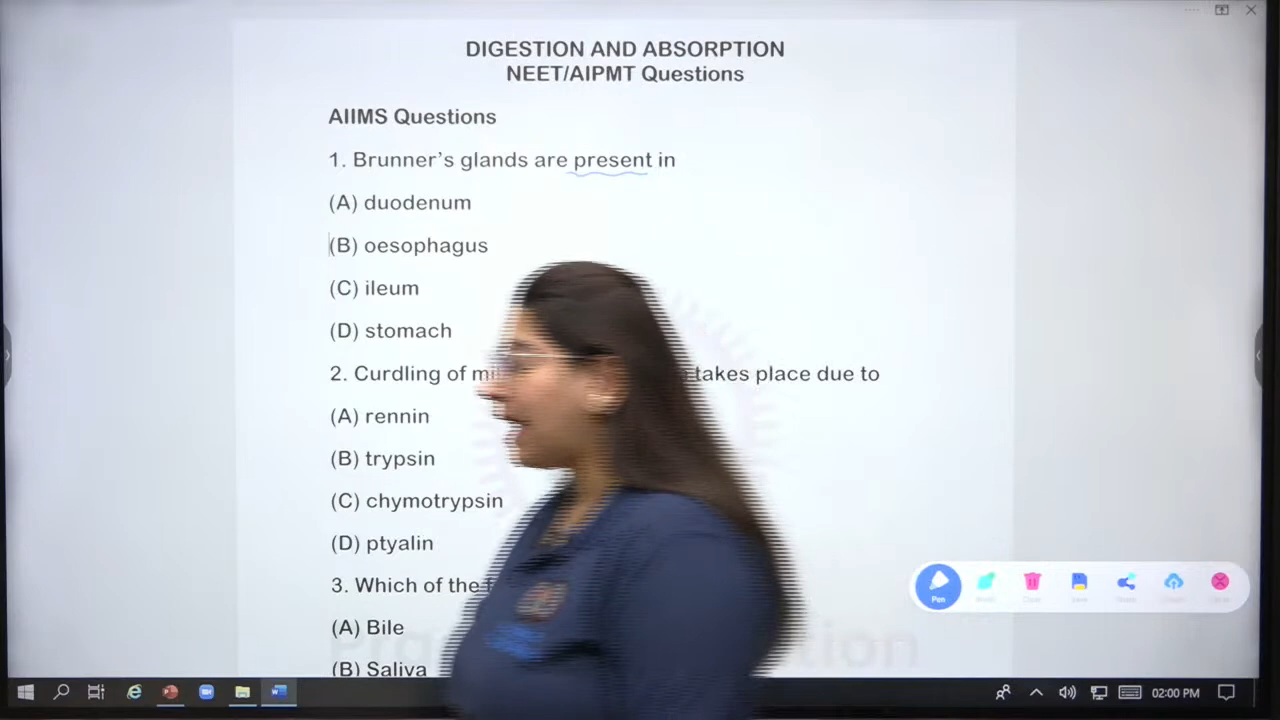 DIGESTION AND ABSORPTION
NEET/AIPMT Questions
AIIMS Questions
1. Brunner's glands are present in
(A) duodenum
(B) oesophagus
(C) ileum
(D) stomach
2. Curdling of takes place due to
(A) rennin
(B) trypsin
(C) chymotrypsin
(D) ptyalin
3. Which of the
(A) Bile
(B) Saliva
Pen
02:00 PM